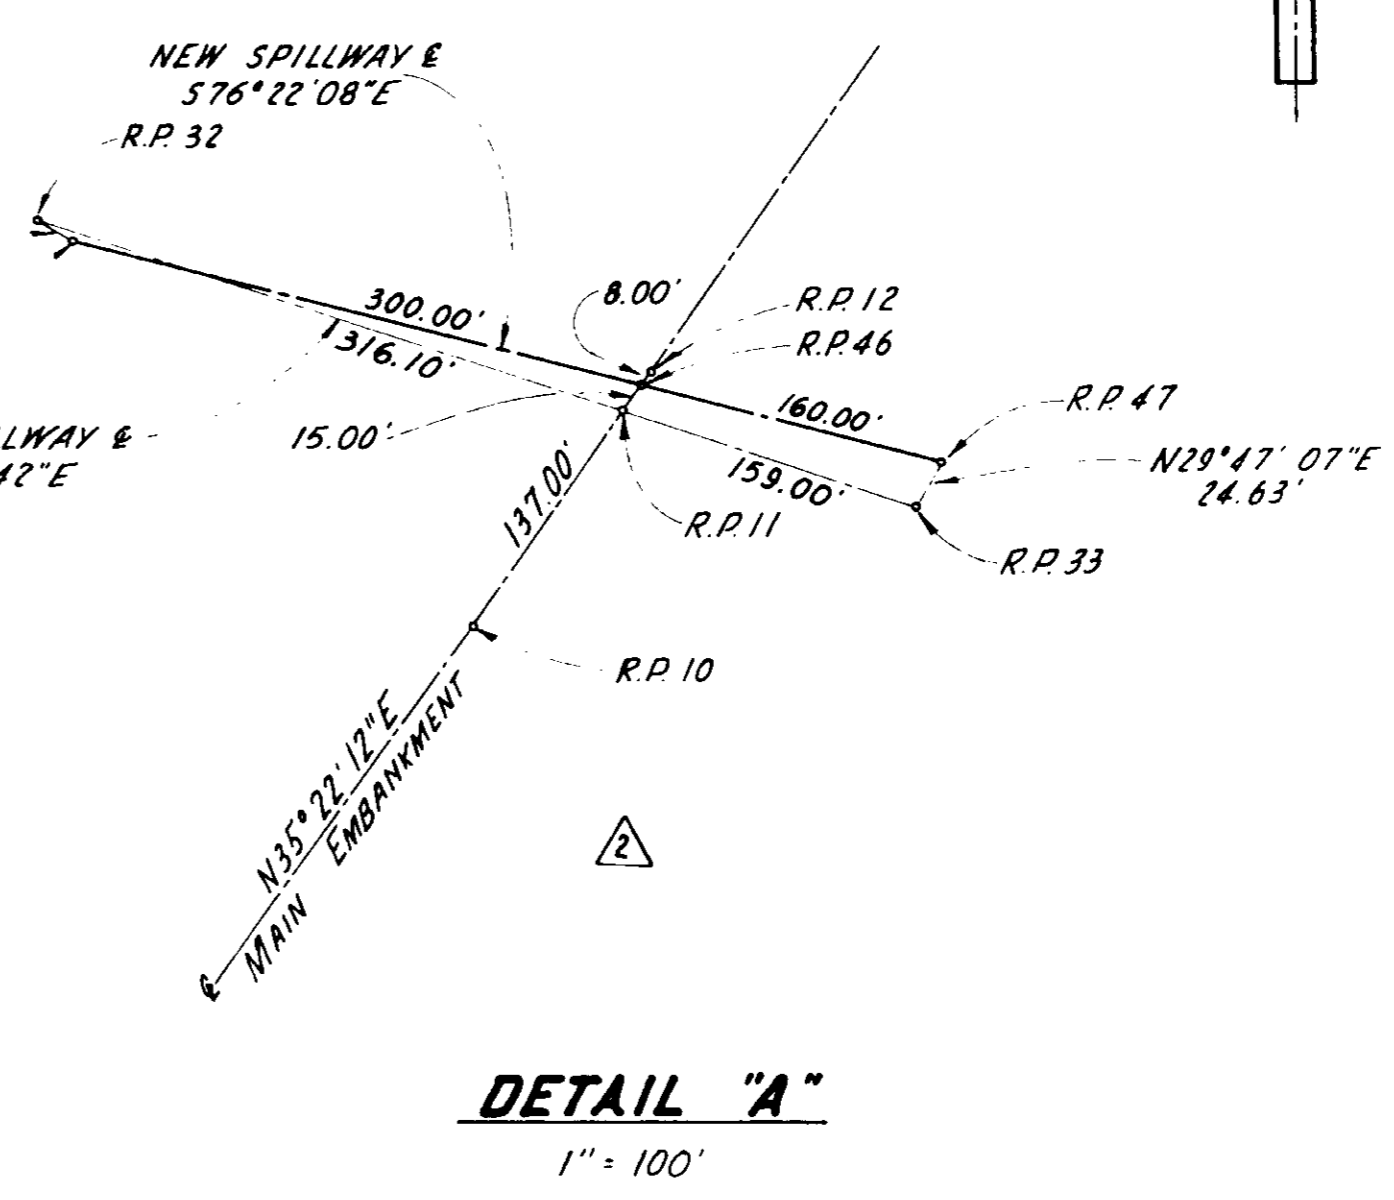 NEW SPILLWAY ℄
S76°22'08"E
R.P. 32
300.00'
1316.10'
8.00'
R.P. 12
R.P. 46
160.00'
R.P. 47
LLWAY ℄
42"E
15.00'
159.00'
N29°47'07"E
24.63'
137.00'
R.P. 11
R.P. 33
R.P. 10
N35°22'12"E
℄ MAIN EMBANKMENT
2
DETAIL "A"
1" = 100'